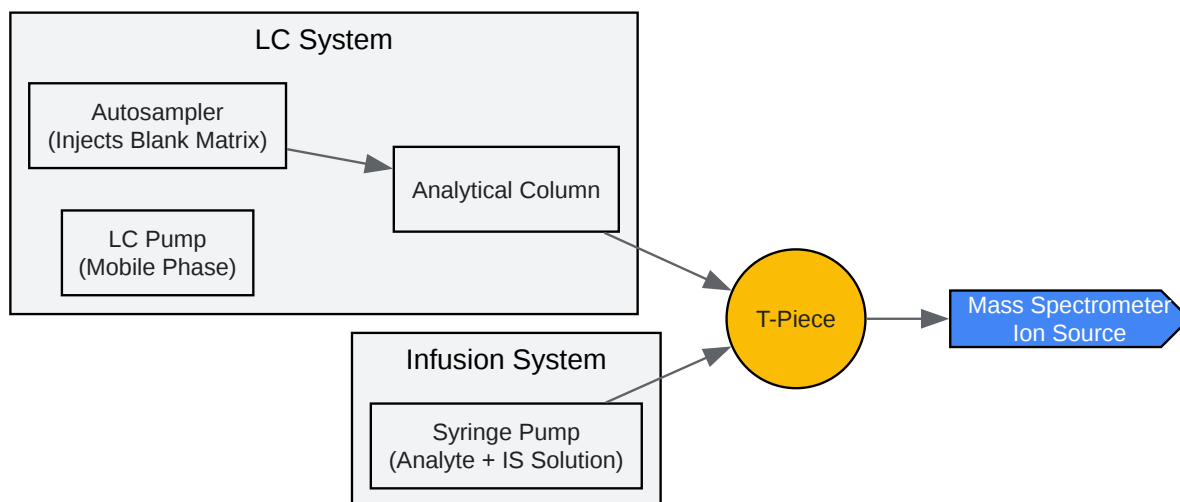 LC System
Autosampler
(Injects Blank Matrix)
Analytical Column
LC Pump
(Mobile Phase)
T-Piece
Mass Spectrometer
Ion Source
Infusion System
Syringe Pump
(Analyte + IS Solution)